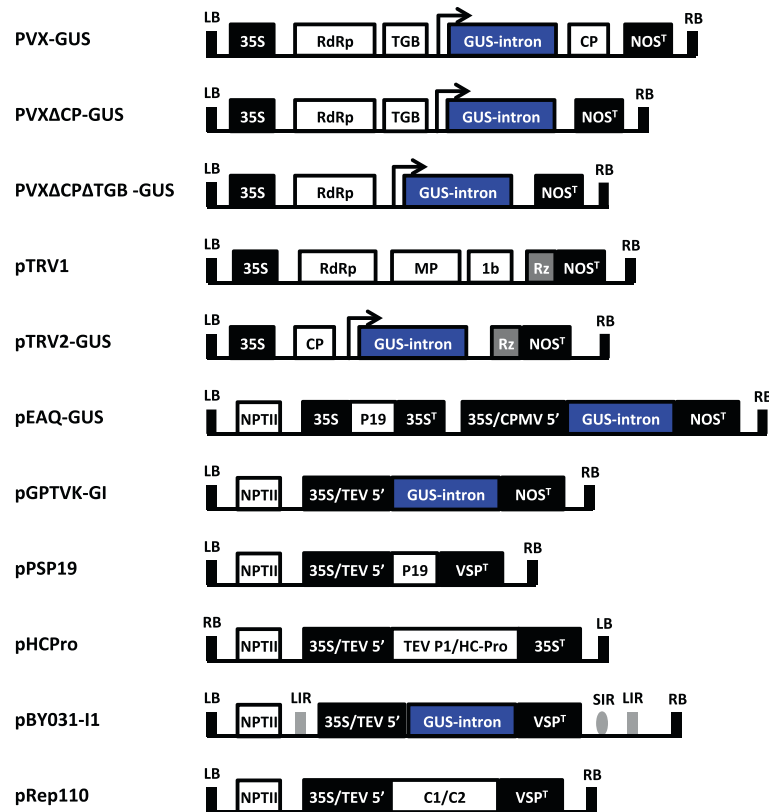 LB RB
PVX-GUS 35S RdRp TGB GUS-intron CP NOSᵀ
LB RB
PVXΔCP-GUS 35S RdRp TGB GUS-intron NOSᵀ
LB RB
PVXΔCPΔTGB -GUS 35S RdRp GUS-intron NOSᵀ
LB RB
pTRV1 35S RdRp MP 1b Rz NOSᵀ
LB RB
pTRV2-GUS 35S CP GUS-intron Rz NOSᵀ
LB RB
pEAQ-GUS NPTII 35S P19 35Sᵀ 35S/CPMV 5’ GUS-intron NOSᵀ
LB RB
pGPTVK-GI NPTII 35S/TEV 5’ GUS-intron NOSᵀ
LB RB
pPSP19 NPTII 35S/TEV 5’ P19 VSPᵀ
RB LB
pHCPro NPTII 35S/TEV 5’ TEV P1/HC-Pro 35Sᵀ
LB LIR SIR LIR RB
pBY031-I1 NPTII 35S/TEV 5’ GUS-intron VSPᵀ
LB RB
pRep110 NPTII 35S/TEV 5’ C1/C2 VSPᵀ